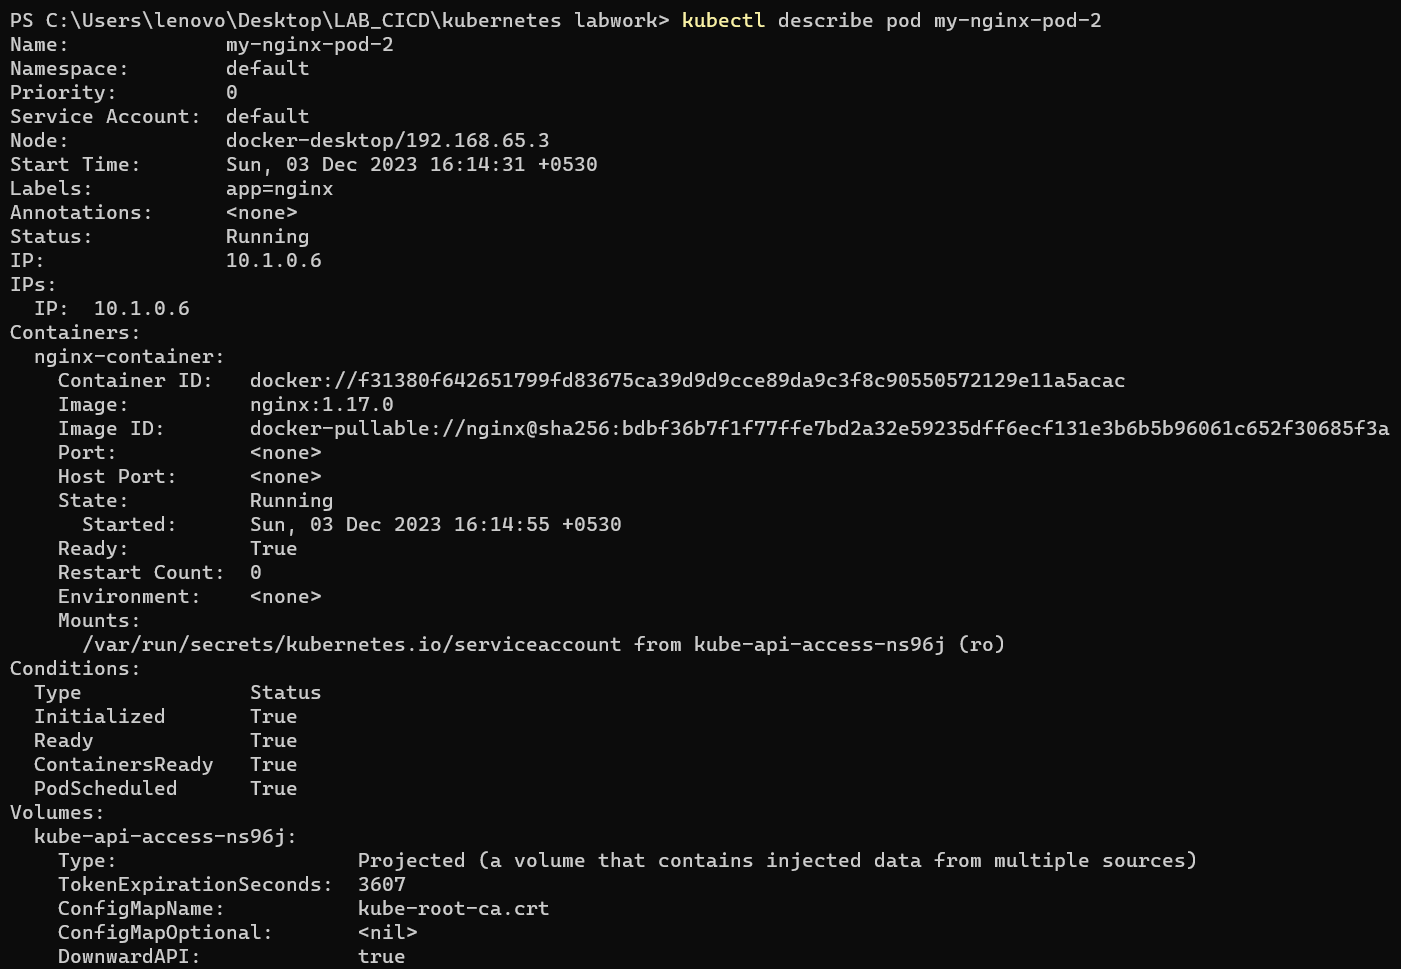 PS C:\Users\lenovo\Desktop\LAB_CICD\kubernetes labwork> kubectl describe pod my-nginx-pod-2
Name:             my-nginx-pod-2
Namespace:        default
Priority:         0
Service Account:  default
Node:             docker-desktop/192.168.65.3
Start Time:       Sun, 03 Dec 2023 16:14:31 +0530
Labels:           app=nginx
Annotations:      <none>
Status:           Running
IP:               10.1.0.6
IPs:
  IP:  10.1.0.6
Containers:
  nginx-container:
    Container ID:   docker://f31380f642651799fd83675ca39d9d9cce89da9c3f8c90550572129e11a5acac
    Image:          nginx:1.17.0
    Image ID:       docker-pullable://nginx@sha256:bdbf36b7f1f77ffe7bd2a32e59235dff6ecf131e3b6b5b96061c652f30685f3a
    Port:           <none>
    Host Port:      <none>
    State:          Running
      Started:      Sun, 03 Dec 2023 16:14:55 +0530
    Ready:          True
    Restart Count:  0
    Environment:    <none>
    Mounts:
      /var/run/secrets/kubernetes.io/serviceaccount from kube-api-access-ns96j (ro)
Conditions:
  Type              Status
  Initialized       True
  Ready             True
  ContainersReady   True
  PodScheduled      True
Volumes:
  kube-api-access-ns96j:
    Type:                    Projected (a volume that contains injected data from multiple sources)
    TokenExpirationSeconds:  3607
    ConfigMapName:           kube-root-ca.crt
    ConfigMapOptional:       <nil>
    DownwardAPI:             true